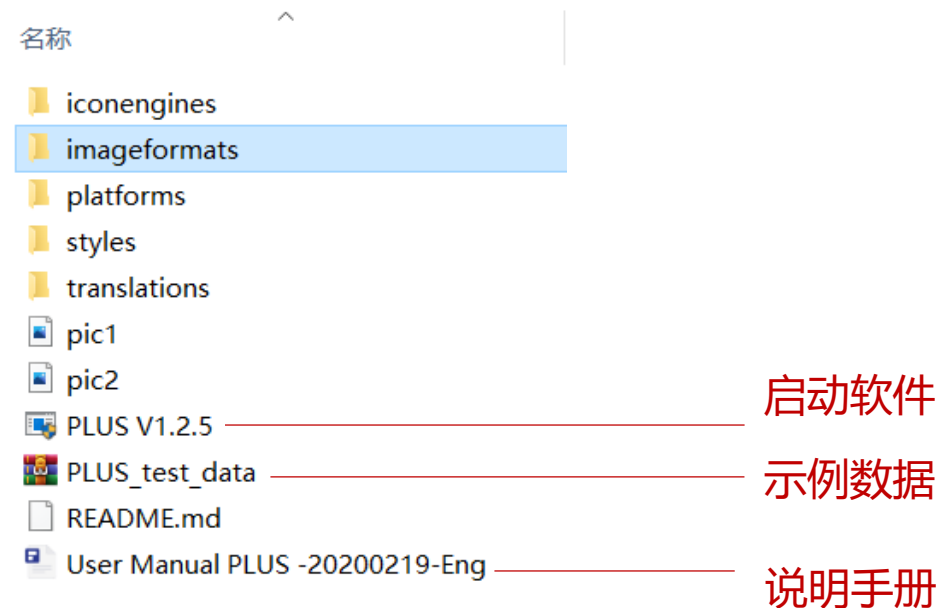 名称
iconengines
imageformats
platforms
styles
translations
pic1
pic2
PLUS V1.2.5
启动软件
PLUS_test_data
示例数据
README.md
User Manual PLUS -20200219-Eng
说明手册